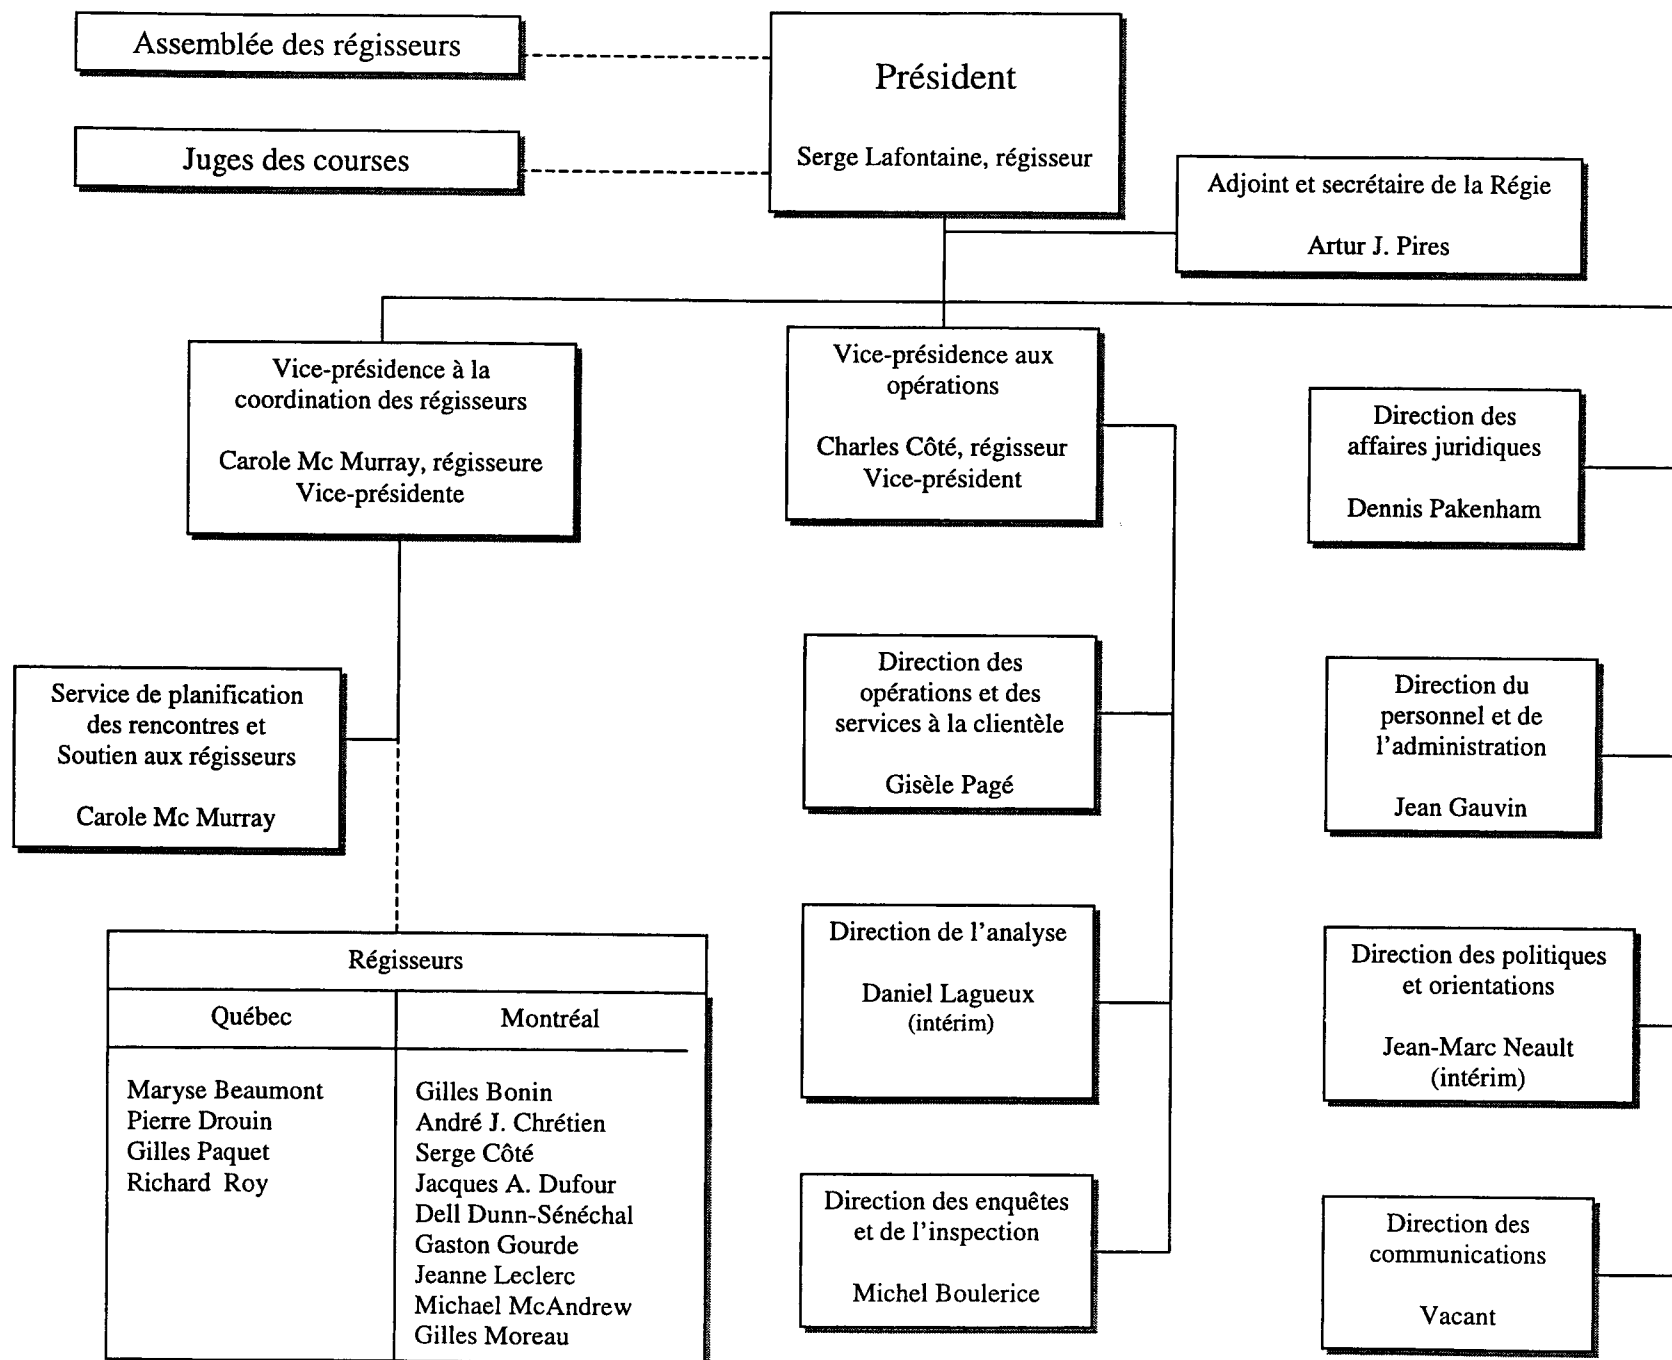 Assemblée des régisseurs
Juges des courses
Président
Serge Lafontaine, régisseur
Adjoint et secrétaire de la Régie
Artur J. Pires
Vice-présidence à la
coordination des régisseurs
Carole Mc Murray, régisseure
Vice-présidente
Vice-présidence aux
opérations
Charles Côté, régisseur
Vice-président
Direction des
affaires juridiques
Dennis Pakenham
Service de planification
des rencontres et
Soutien aux régisseurs
Carole Mc Murray
Direction des
opérations et des
services à la clientèle
Gisèle Pagé
Direction du
personnel et de
l'administration
Jean Gauvin
Direction de l'analyse
Daniel Lagueux
(intérim)
Direction des politiques
et orientations
Jean-Marc Neault
(intérim)
Régisseurs
Québec
Maryse Beaumont
Pierre Drouin
Gilles Paquet
Richard Roy
Montréal
Gilles Bonin
André J. Chrétien
Serge Côté
Jacques A. Dufour
Dell Dunn-Sénéchal
Gaston Gourde
Jeanne Leclerc
Michael McAndrew
Gilles Moreau
Direction des enquêtes
et de l'inspection
Michel Boulerice
Direction des
communications
Vacant